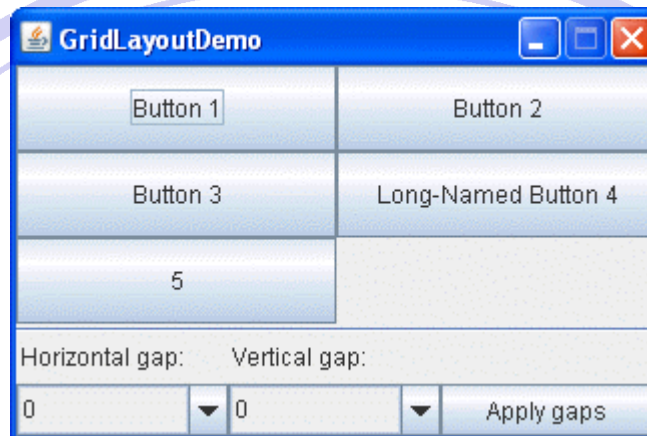 GridLayoutDemo
Button 1 Button 2
Button 3 Long-Named Button 4
5
Horizontal gap: Vertical gap:
0 0 Apply gaps